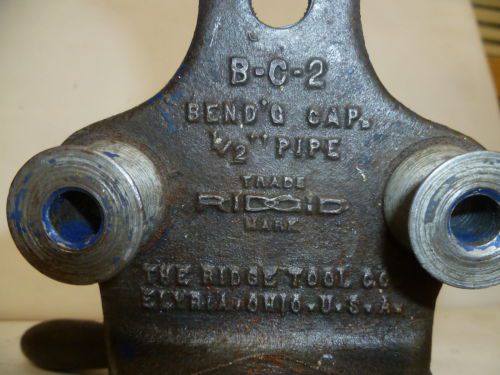 B-C-2
BEND'G CAP.
1/2" PIPE
TRADE
RIDGID
MARK
THE RIDGE TOOL CO
ELYRIA, OHIO, U.S.A.